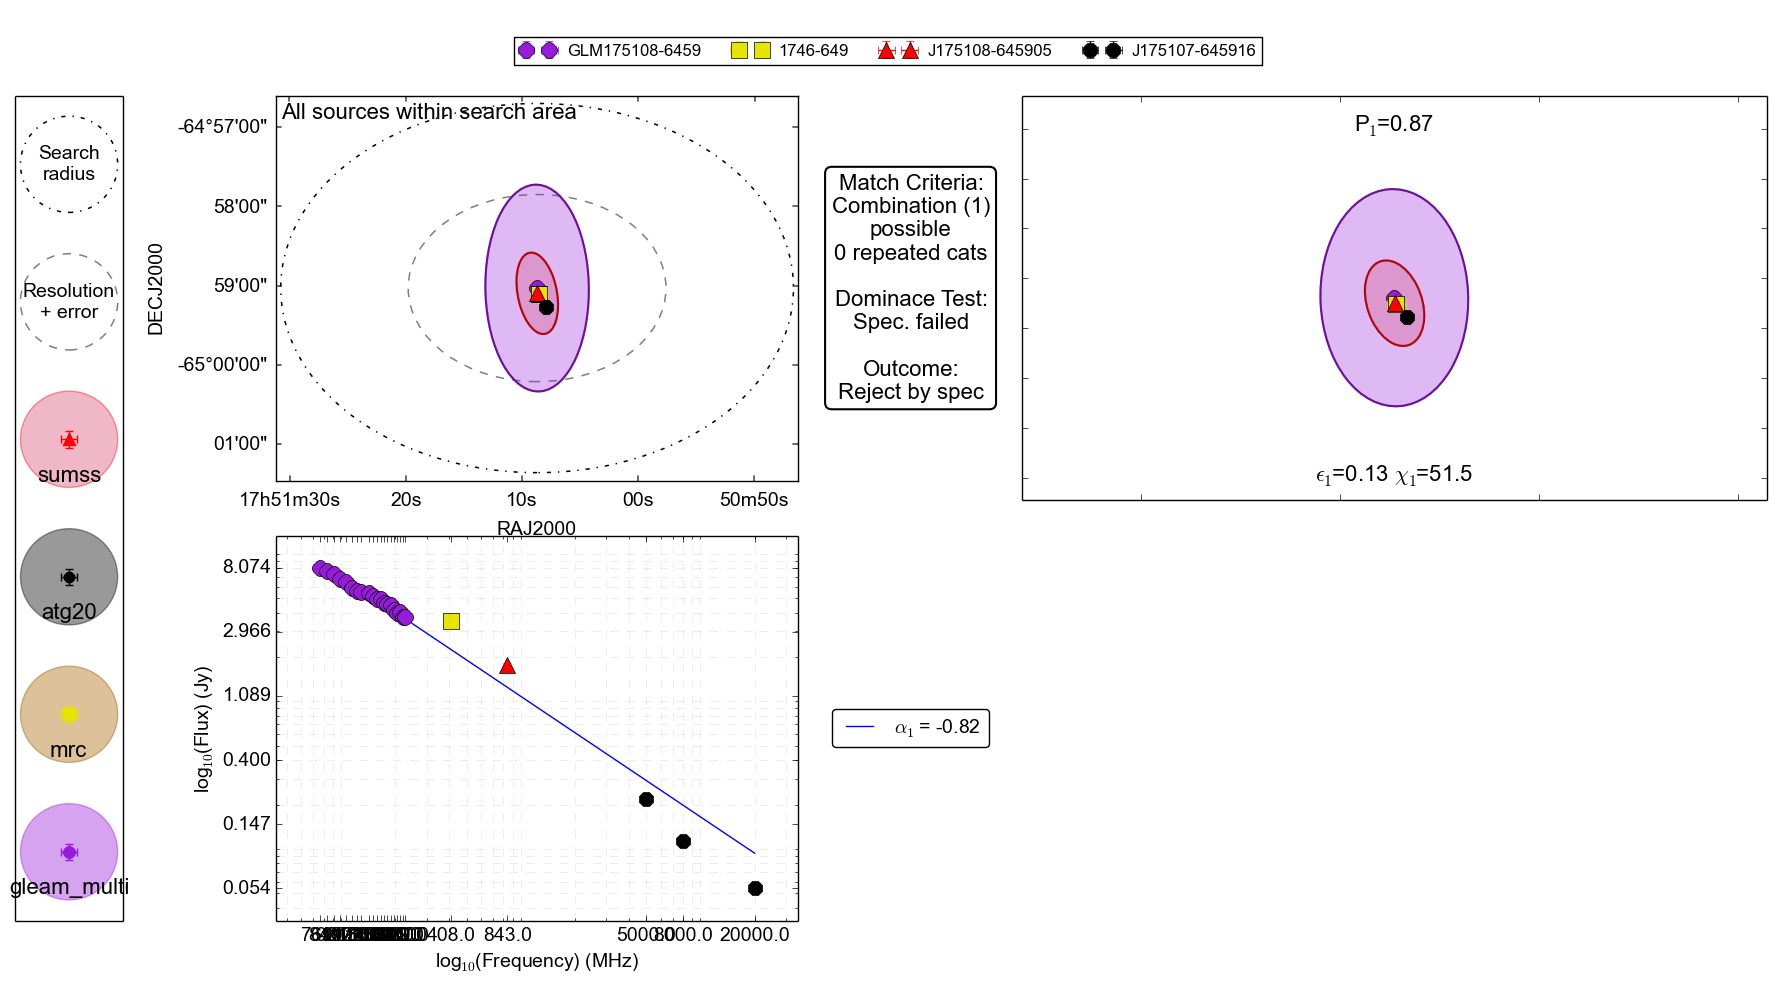 GLM175108-6459 1746-649 J175108-645905 J175107-645916
Search
radius
Resolution
+ error
sumss
atg20
mrc
gleam_multi
All sources within search area
DECJ2000
-64°57'00"
58'00"
59'00"
-65°00'00"
01'00"
17h51m30s 20s 10s 00s 50m50s
RAJ2000
Match Criteria:
Combination (1)
possible
0 repeated cats
Dominace Test:
Spec. failed
Outcome:
Reject by spec
P1=0.87
ϵ1=0.13 χ1=51.5
log10(Flux) (Jy)
8.074
2.966
1.089
0.400
0.147
0.054
408.0 843.0 5000.0 8000.0 20000.0
log10(Frequency) (MHz)
α1 = -0.82